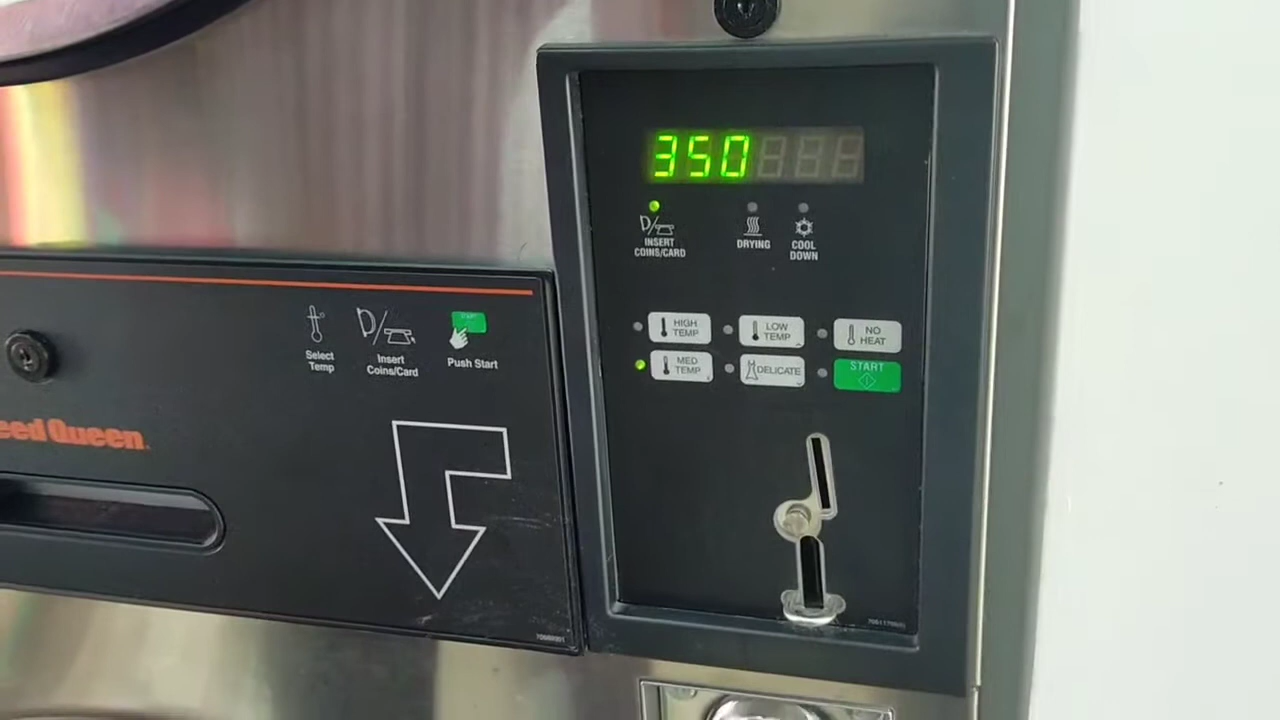 350
INSERT
COINS/CARD
DRYING
COOL
DOWN
HIGH
TEMP
LOW
TEMP
NO
HEAT
MED
TEMP
DELICATE
START
START
Select
Temp
Insert
Coins/Card
Push Start
eed Queen